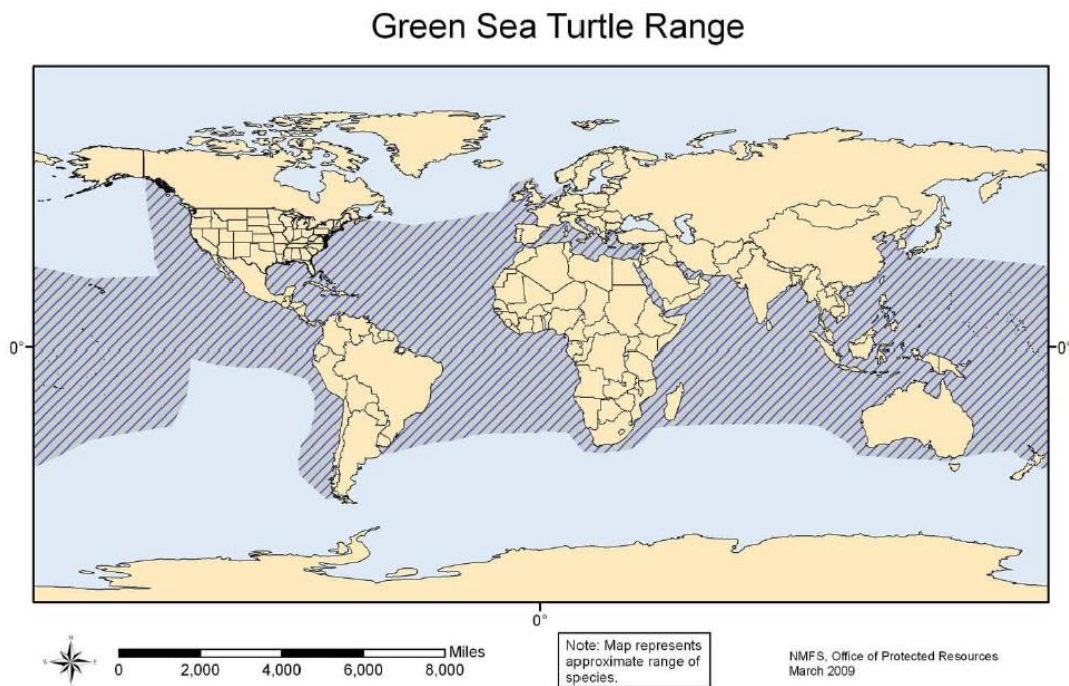 Green Sea Turtle Range
0°
0°
0°
Miles
0 2,000 4,000 6,000 8,000
Note: Map represents
approximate range of
species.
NMFS, Office of Protected Resources
March 2009